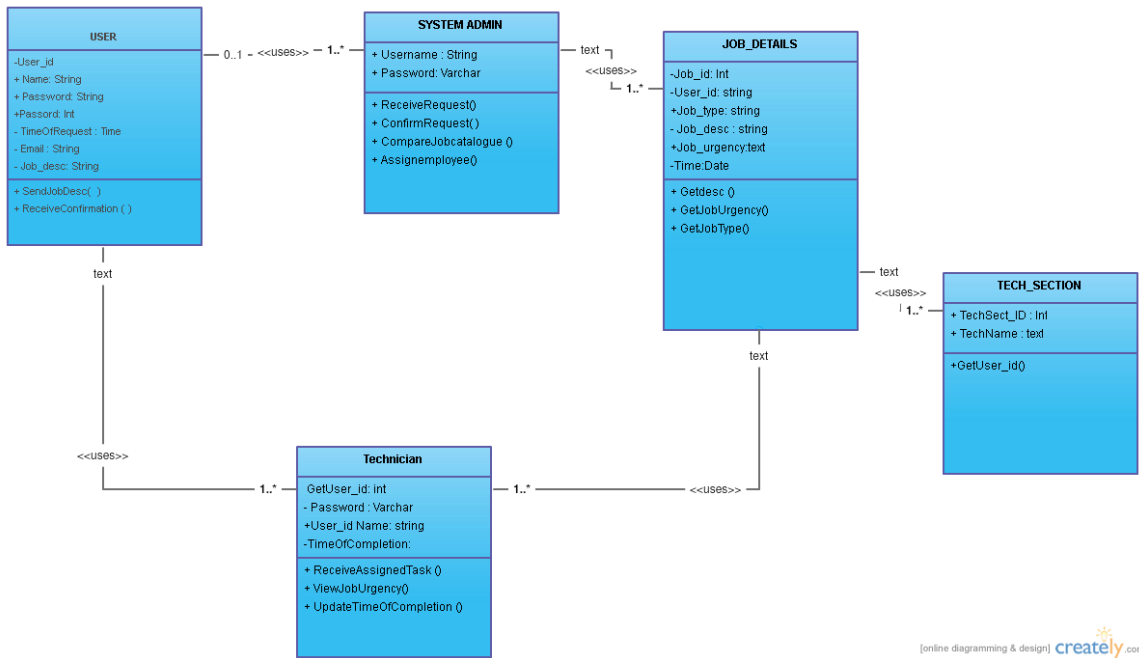 USER
-User_id
+ Name: String
+ Password: String
+Passord: Int
- TimeOfRequest : Time
- Email : String
- Job_desc: String
+ SendJobDesc( )
+ ReceiveConfirmation ( )
0..1
<<uses>>
1..*
SYSTEM ADMIN
+ Username : String
+ Password: Varchar
+ ReceiveRequest()
+ ConfirmRequest( )
+ CompareJobcatalogue ()
+ Assignemployee()
text
<<uses>>
1..*
JOB_DETAILS
-Job_id: Int
-User_id: string
+Job_type: string
- Job_desc : string
+Job_urgency:text
-Time:Date
+ Getdesc ()
+ GetJobUrgency()
+ GetJobType()
text
<<uses>>
1..*
TECH_SECTION
+ TechSect_ID : Int
+ TechName : text
+GetUser_id()
text
<<uses>>
1..*
Technician
GetUser_id: int
- Password : Varchar
+User_id Name: string
-TimeOfCompletion:
+ ReceiveAssignedTask ()
+ ViewJobUrgency()
+ UpdateTimeOfCompletion ()
text
<<uses>>
1..*
[online diagramming & design] creately.com